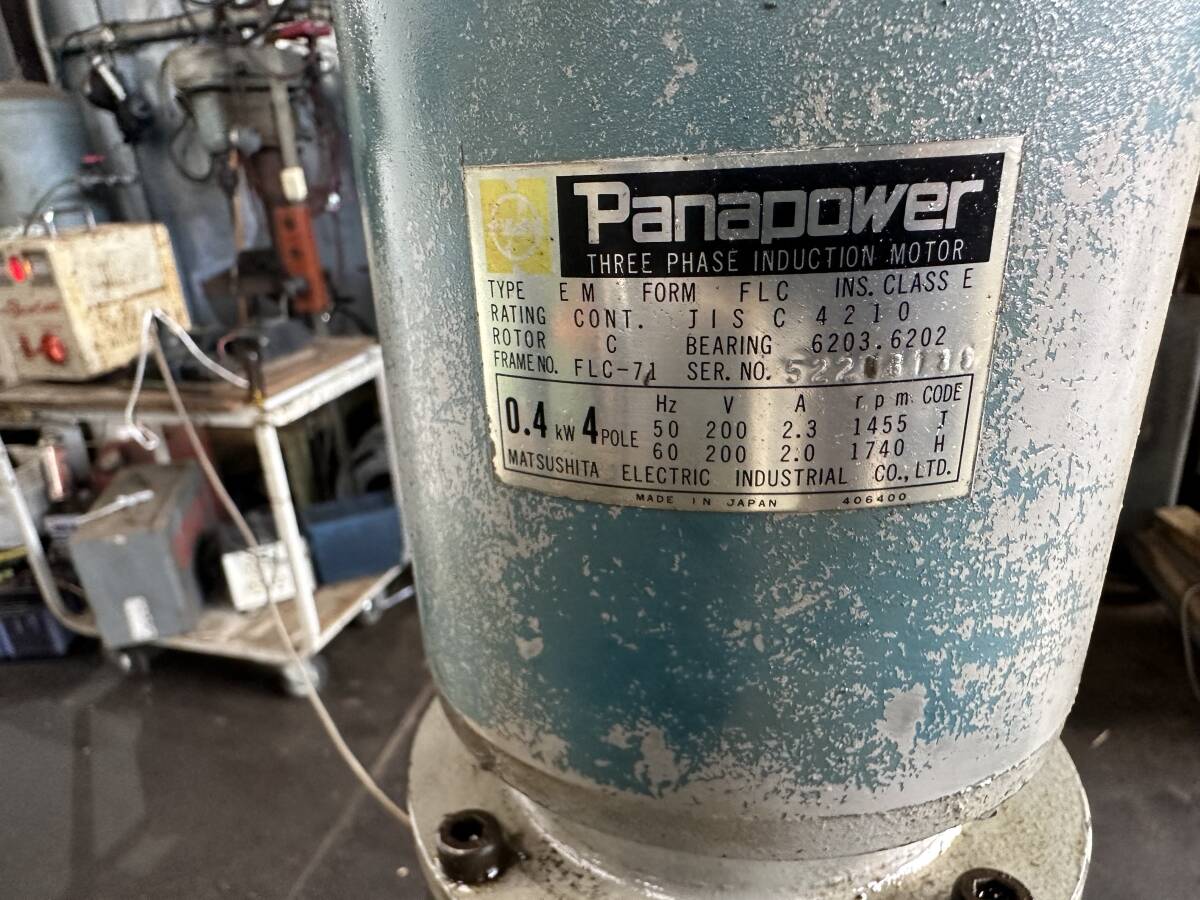 Panapower
THREE PHASE INDUCTION MOTOR
TYPE EM FORM FLC INS. CLASS E
RATING CONT. JIS C 4210
ROTOR C BEARING 6203.6202
FRAME NO. FLC-71 SER. NO.
Hz V A rpm CODE
0.4 kW 4 POLE 50 200 2.3 1455 J
60 200 2.0 1740 H
MATSUSHITA ELECTRIC INDUSTRIAL CO., LTD.
MADE IN JAPAN 406400